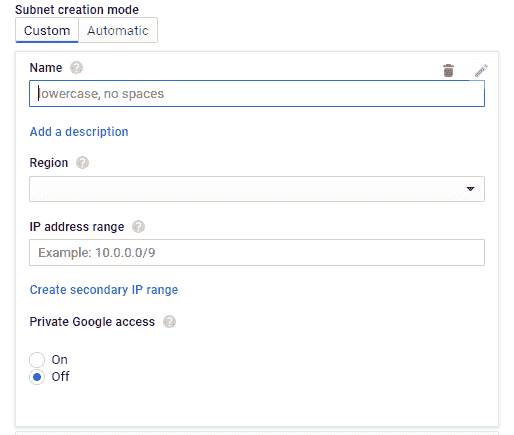 Subnet creation mode
Custom Automatic
Name ?
lowercase, no spaces
Add a description
Region ?
IP address range ?
Example: 10.0.0.0/9
Create secondary IP range
Private Google access ?
On
Off